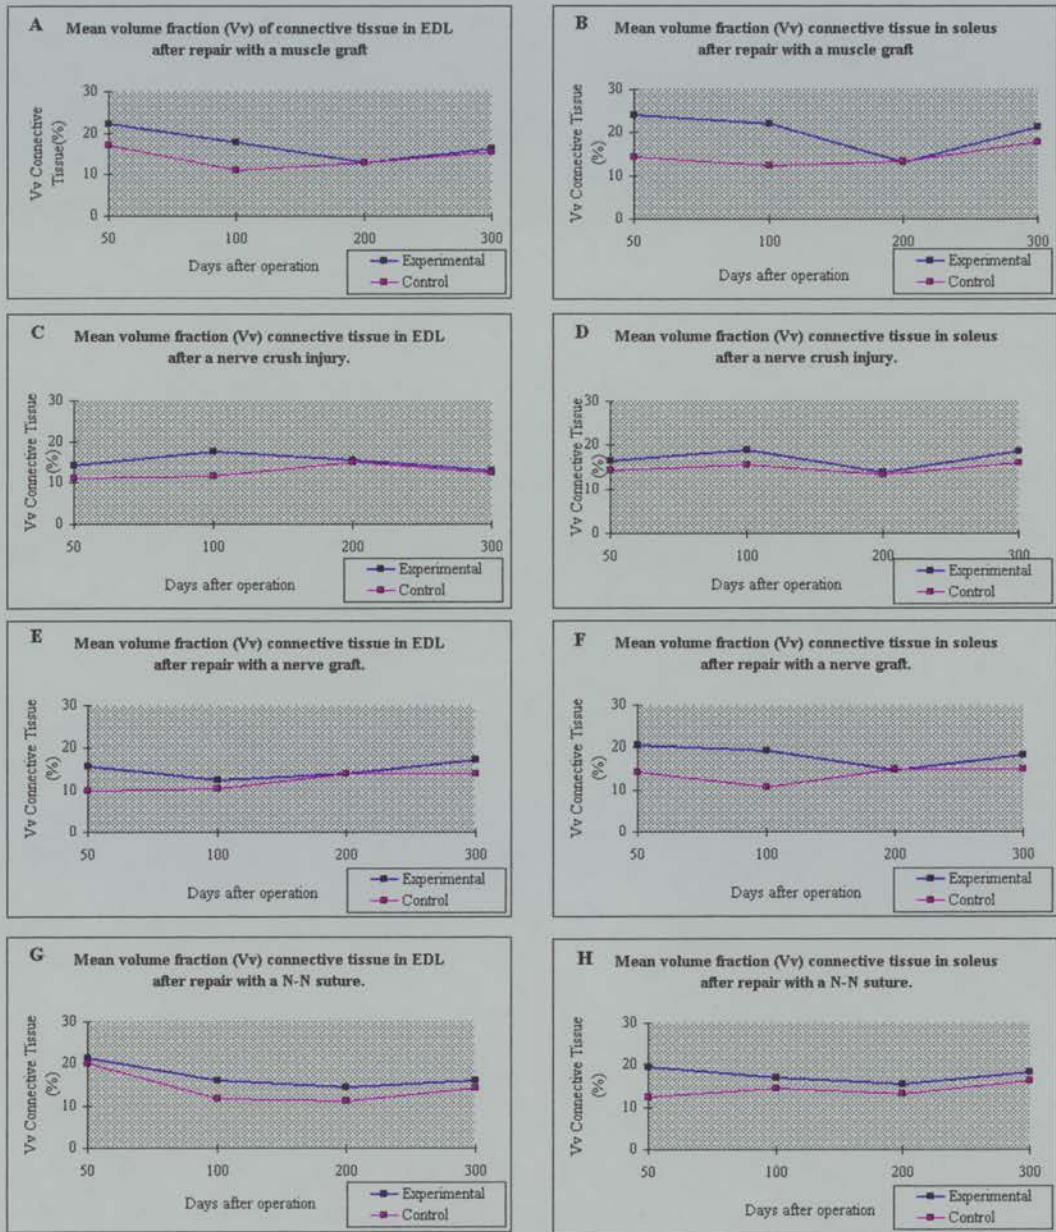 A
Mean volume fraction (Vv) of connective tissue in EDL
after repair with a muscle graft
Vv Connective
Tissue(%)
30
20
10
0
50 100 200 300
Days after operation
Experimental
Control
B
Mean volume fraction (Vv) connective tissue in soleus
after repair with a muscle graft
Vv Connective Tissue
(%)
30
20
10
0
50 100 200 300
Days after operation
Experimental
Control
C
Mean volume fraction (Vv) connective tissue in EDL
after a nerve crush injury.
Vv Connective Tissue
(%)
30
20
10
0
50 100 200 300
Days after operation
Experimental
Control
D
Mean volume fraction (Vv) connective tissue in soleus
after a nerve crush injury.
Vv Connective Tissue
(%)
30
20
10
0
50 100 200 300
Days after operation
Experimental
Control
E
Mean volume fraction (Vv) connective tissue in EDL
after repair with a nerve graft.
Vv Connective Tissue
(%)
30
20
10
0
50 100 200 300
Days after operation
Experimental
Control
F
Mean volume fraction (Vv) connective tissue in soleus
after repair with a nerve graft.
Vv Connective Tissue
(%)
30
20
10
0
50 100 200 300
Days after operation
Experimental
Control
G
Mean volume fraction (Vv) connective tissue in EDL
after repair with a N-N suture.
Vv Connective Tissue
(%)
30
20
10
0
50 100 200 300
Days after operation
Experimental
Control
H
Mean volume fraction (Vv) connective tissue in soleus
after repair with a N-N suture.
Vv Connective Tissue
(%)
30
20
10
0
50 100 200 300
Days after operation
Experimental
Control